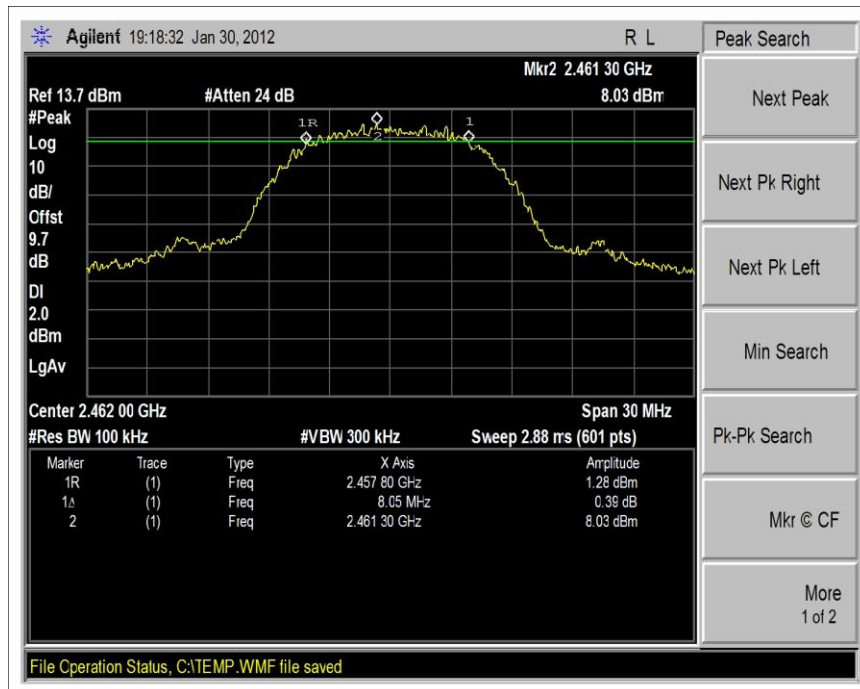 Agilent 19:18:32 Jan 30, 2012 R L
Peak Search
Mkr2 2.461 30 GHz
Ref 13.7 dBm #Atten 24 dB 8.03 dBm
#Peak
Log
10
dB/
Offst
9.7
dB
DI
2.0
dBm
LgAv
1R
2
1
Center 2.462 00 GHz Span 30 MHz
#Res BW 100 kHz #VBW 300 kHz Sweep 2.88 ms (601 pts)
Marker Trace Type X Axis Amplitude
1R (1) Freq 2.457 80 GHz 1.28 dBm
1Δ (1) Freq 8.05 MHz 0.39 dB
2 (1) Freq 2.461 30 GHz 8.03 dBm
Next Peak
Next Pk Right
Next Pk Left
Min Search
Pk-Pk Search
Mkr © CF
More
1 of 2
File Operation Status, C:\TEMP.WMF file saved